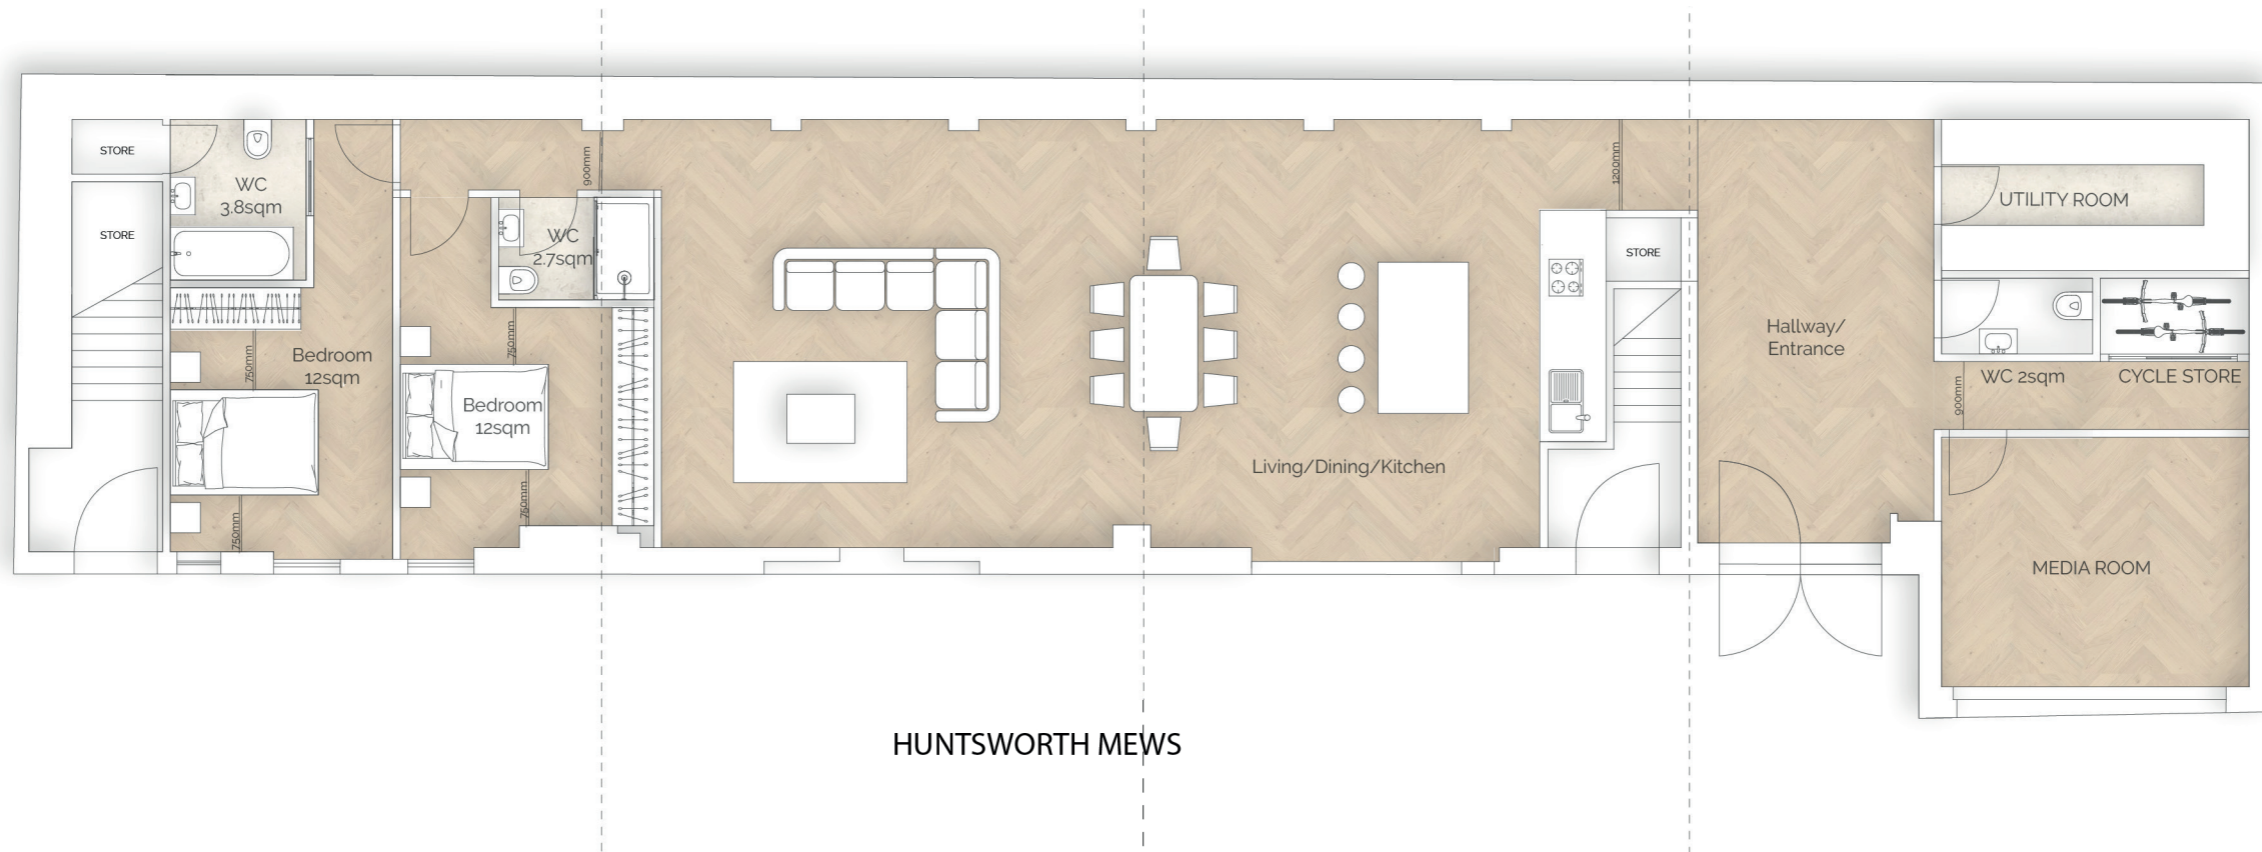 STORE
STORE
WC
3.8sqm
Bedroom
12sqm
750mm
750mm
900mm
WC
2.7sqm
750mm
Bedroom
12sqm
750mm
Living/Dining/Kitchen
1200mm
STORE
Hallway/
Entrance
UTILITY ROOM
WC 2sqm
CYCLE STORE
900mm
MEDIA ROOM
HUNTSWORTH MEWS